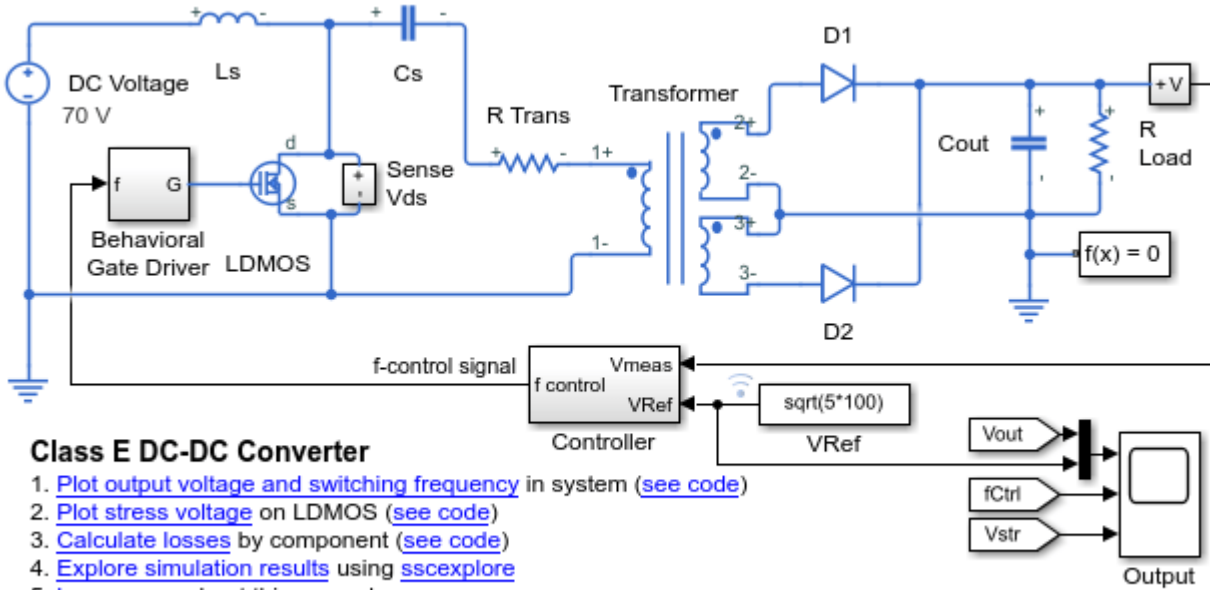 + - + -
Ls
Cs
D1
+
-
DC Voltage
70 V
R Trans
Transformer
+ V
2+
Cout
+
+
R
Load
d
+ -
1+
f G
+
-
Sense
Vds
2-
-
-
s
3+
Behavioral
Gate Driver
LDMOS
1-
f(x) = 0
3-
D2
f-control signal
Vmeas
f control
VRef
Controller
sqrt(5*100)
VRef
Vout
fCtrl
Vstr
Output
Class E DC-DC Converter
1. Plot output voltage and switching frequency in system (see code)
2. Plot stress voltage on LDMOS (see code)
3. Calculate losses by component (see code)
4. Explore simulation results using sscexplore